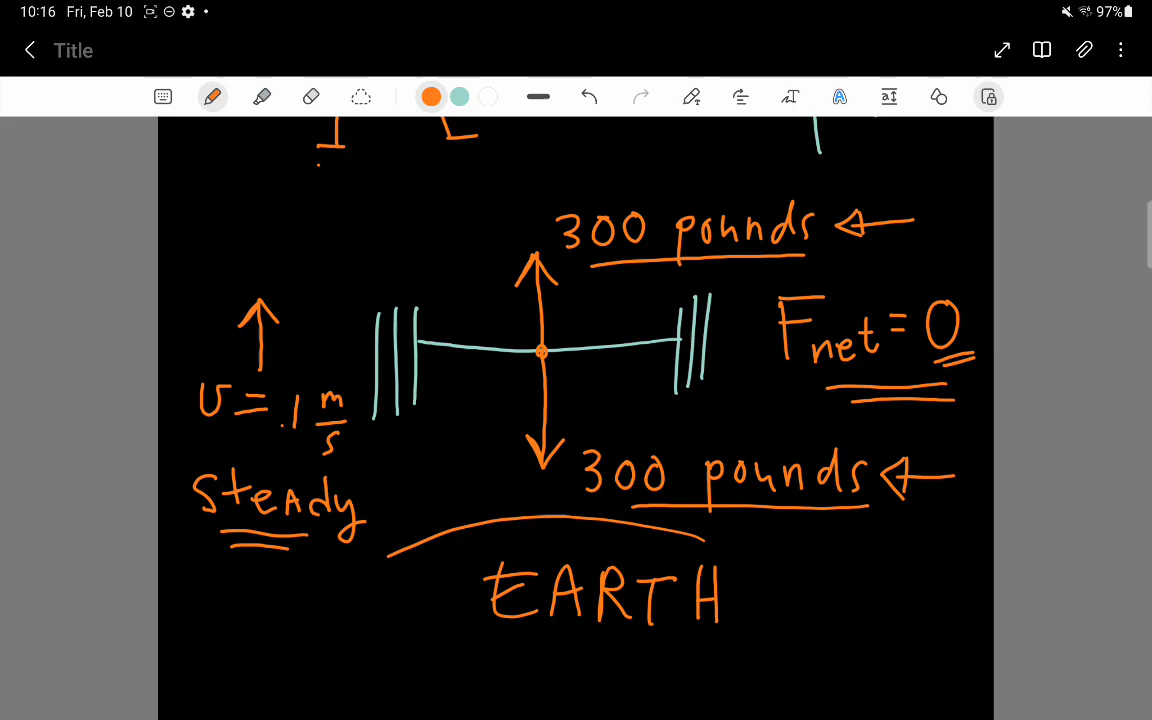 10:16 Fri, Feb 10
97%
Title
300 pounds
Fnet = 0
v = .1 m/s
steady
300 pounds
EARTH